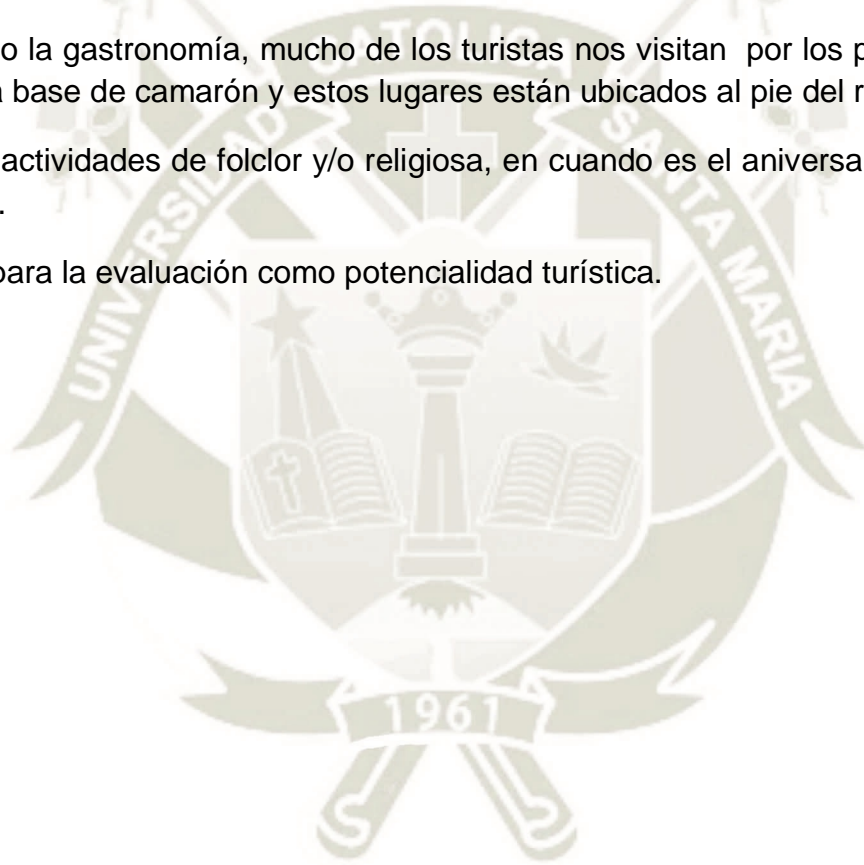 o la gastronomía, mucho de los turistas nos visitan  por los p
a base de camarón y estos lugares están ubicados al pie del r
actividades de folclor y/o religiosa, en cuando es el aniversa
.
para la evaluación como potencialidad turística.
UNIVERSIDAD CATOLICA SANTA MARIA
1961